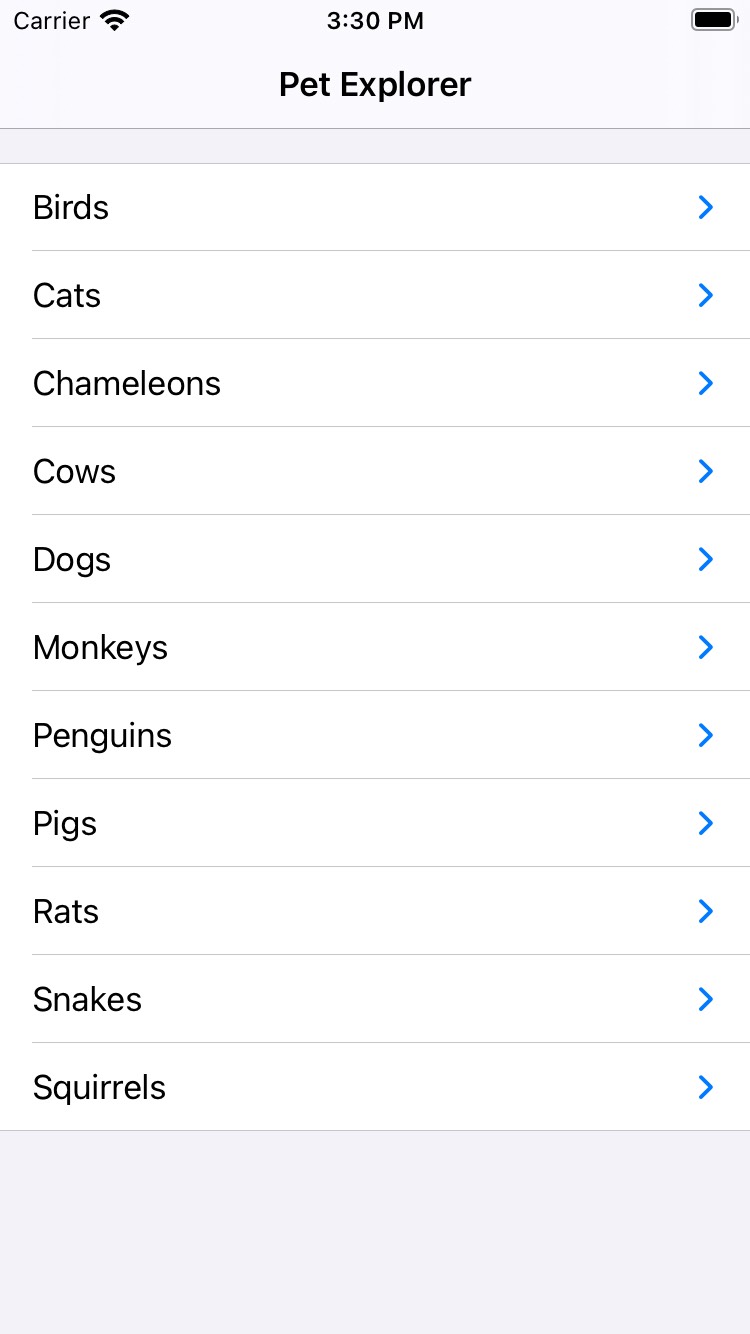 Carrier 3:30 PM
Pet Explorer
Birds
Cats
Chameleons
Cows
Dogs
Monkeys
Penguins
Pigs
Rats
Snakes
Squirrels